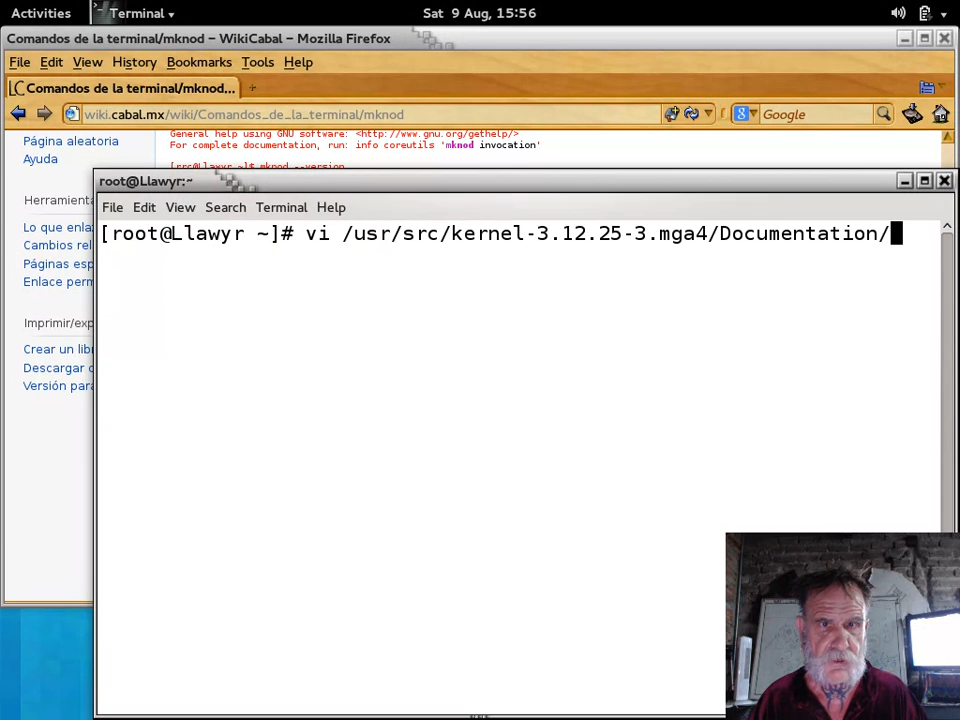 Activities
Terminal
Sat 9 Aug, 15:56
Comandos de la terminal/mknod – WikiCabal – Mozilla Firefox
File Edit View History Bookmarks Tools Help
Comandos de la terminal/mknod...
wiki.cabal.mx/wiki/Comandos_de_la_terminal/mknod
Google
Página aleatoria
Ayuda
General help using GNU software: <http://www.gnu.org/gethelp/>
For complete documentation, run: info coreutils 'mknod invocation'
[rrc@Llawyr ~]$ mknod --version
root@Llawyr:~
File Edit View Search Terminal Help
[root@Llawyr ~]# vi /usr/src/kernel-3.12.25-3.mga4/Documentation/
Herramienta
Lo que enla
Cambios rel
Páginas esp
Enlace perm
Imprimir/exp
Crear un lib
Descargar c
Versión para